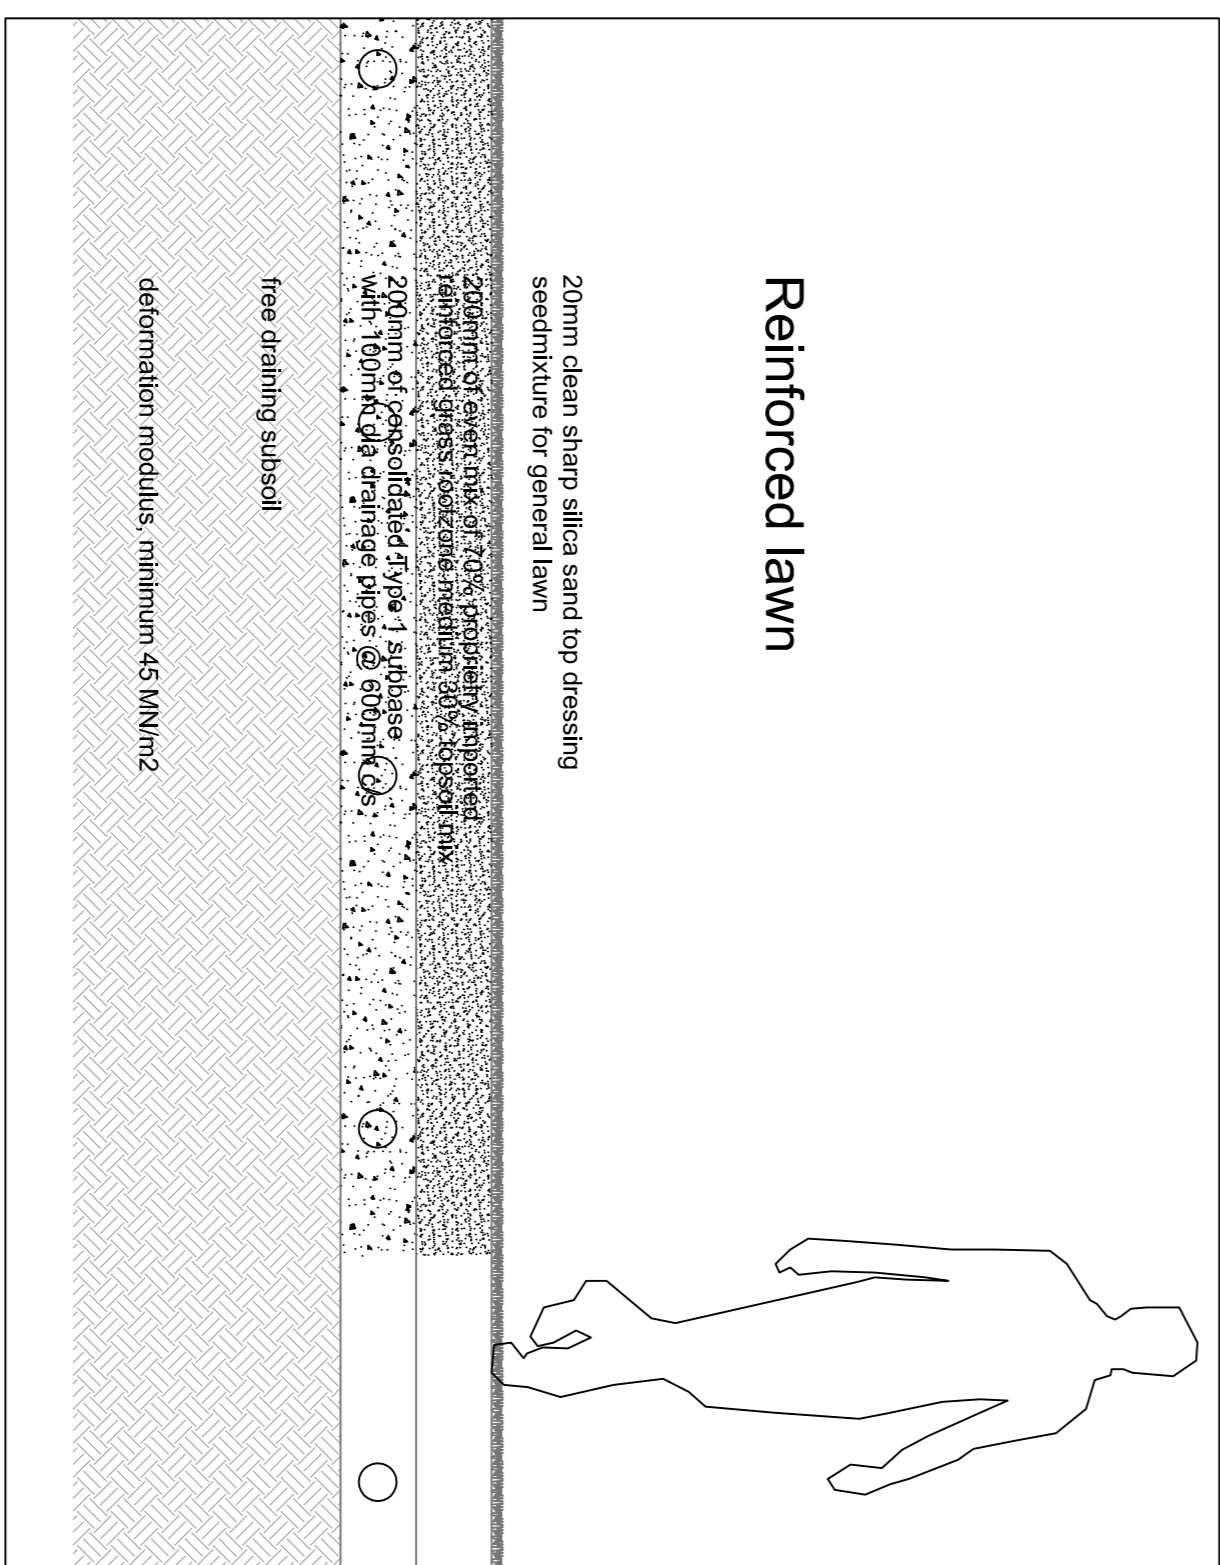 Reinforced lawn
20mm clean sharp silica sand top dressing
seedmixture for general lawn
200mm of even mix of 70% proprietry imported
reinforced grass rootzone medium 30% topsoil mix
200mm of consolidated Type 1 subbase
with 100mm dia drainage pipes @ 600mm c/s
free draining subsoil
deformation modulus, minimum 45 MN/m2